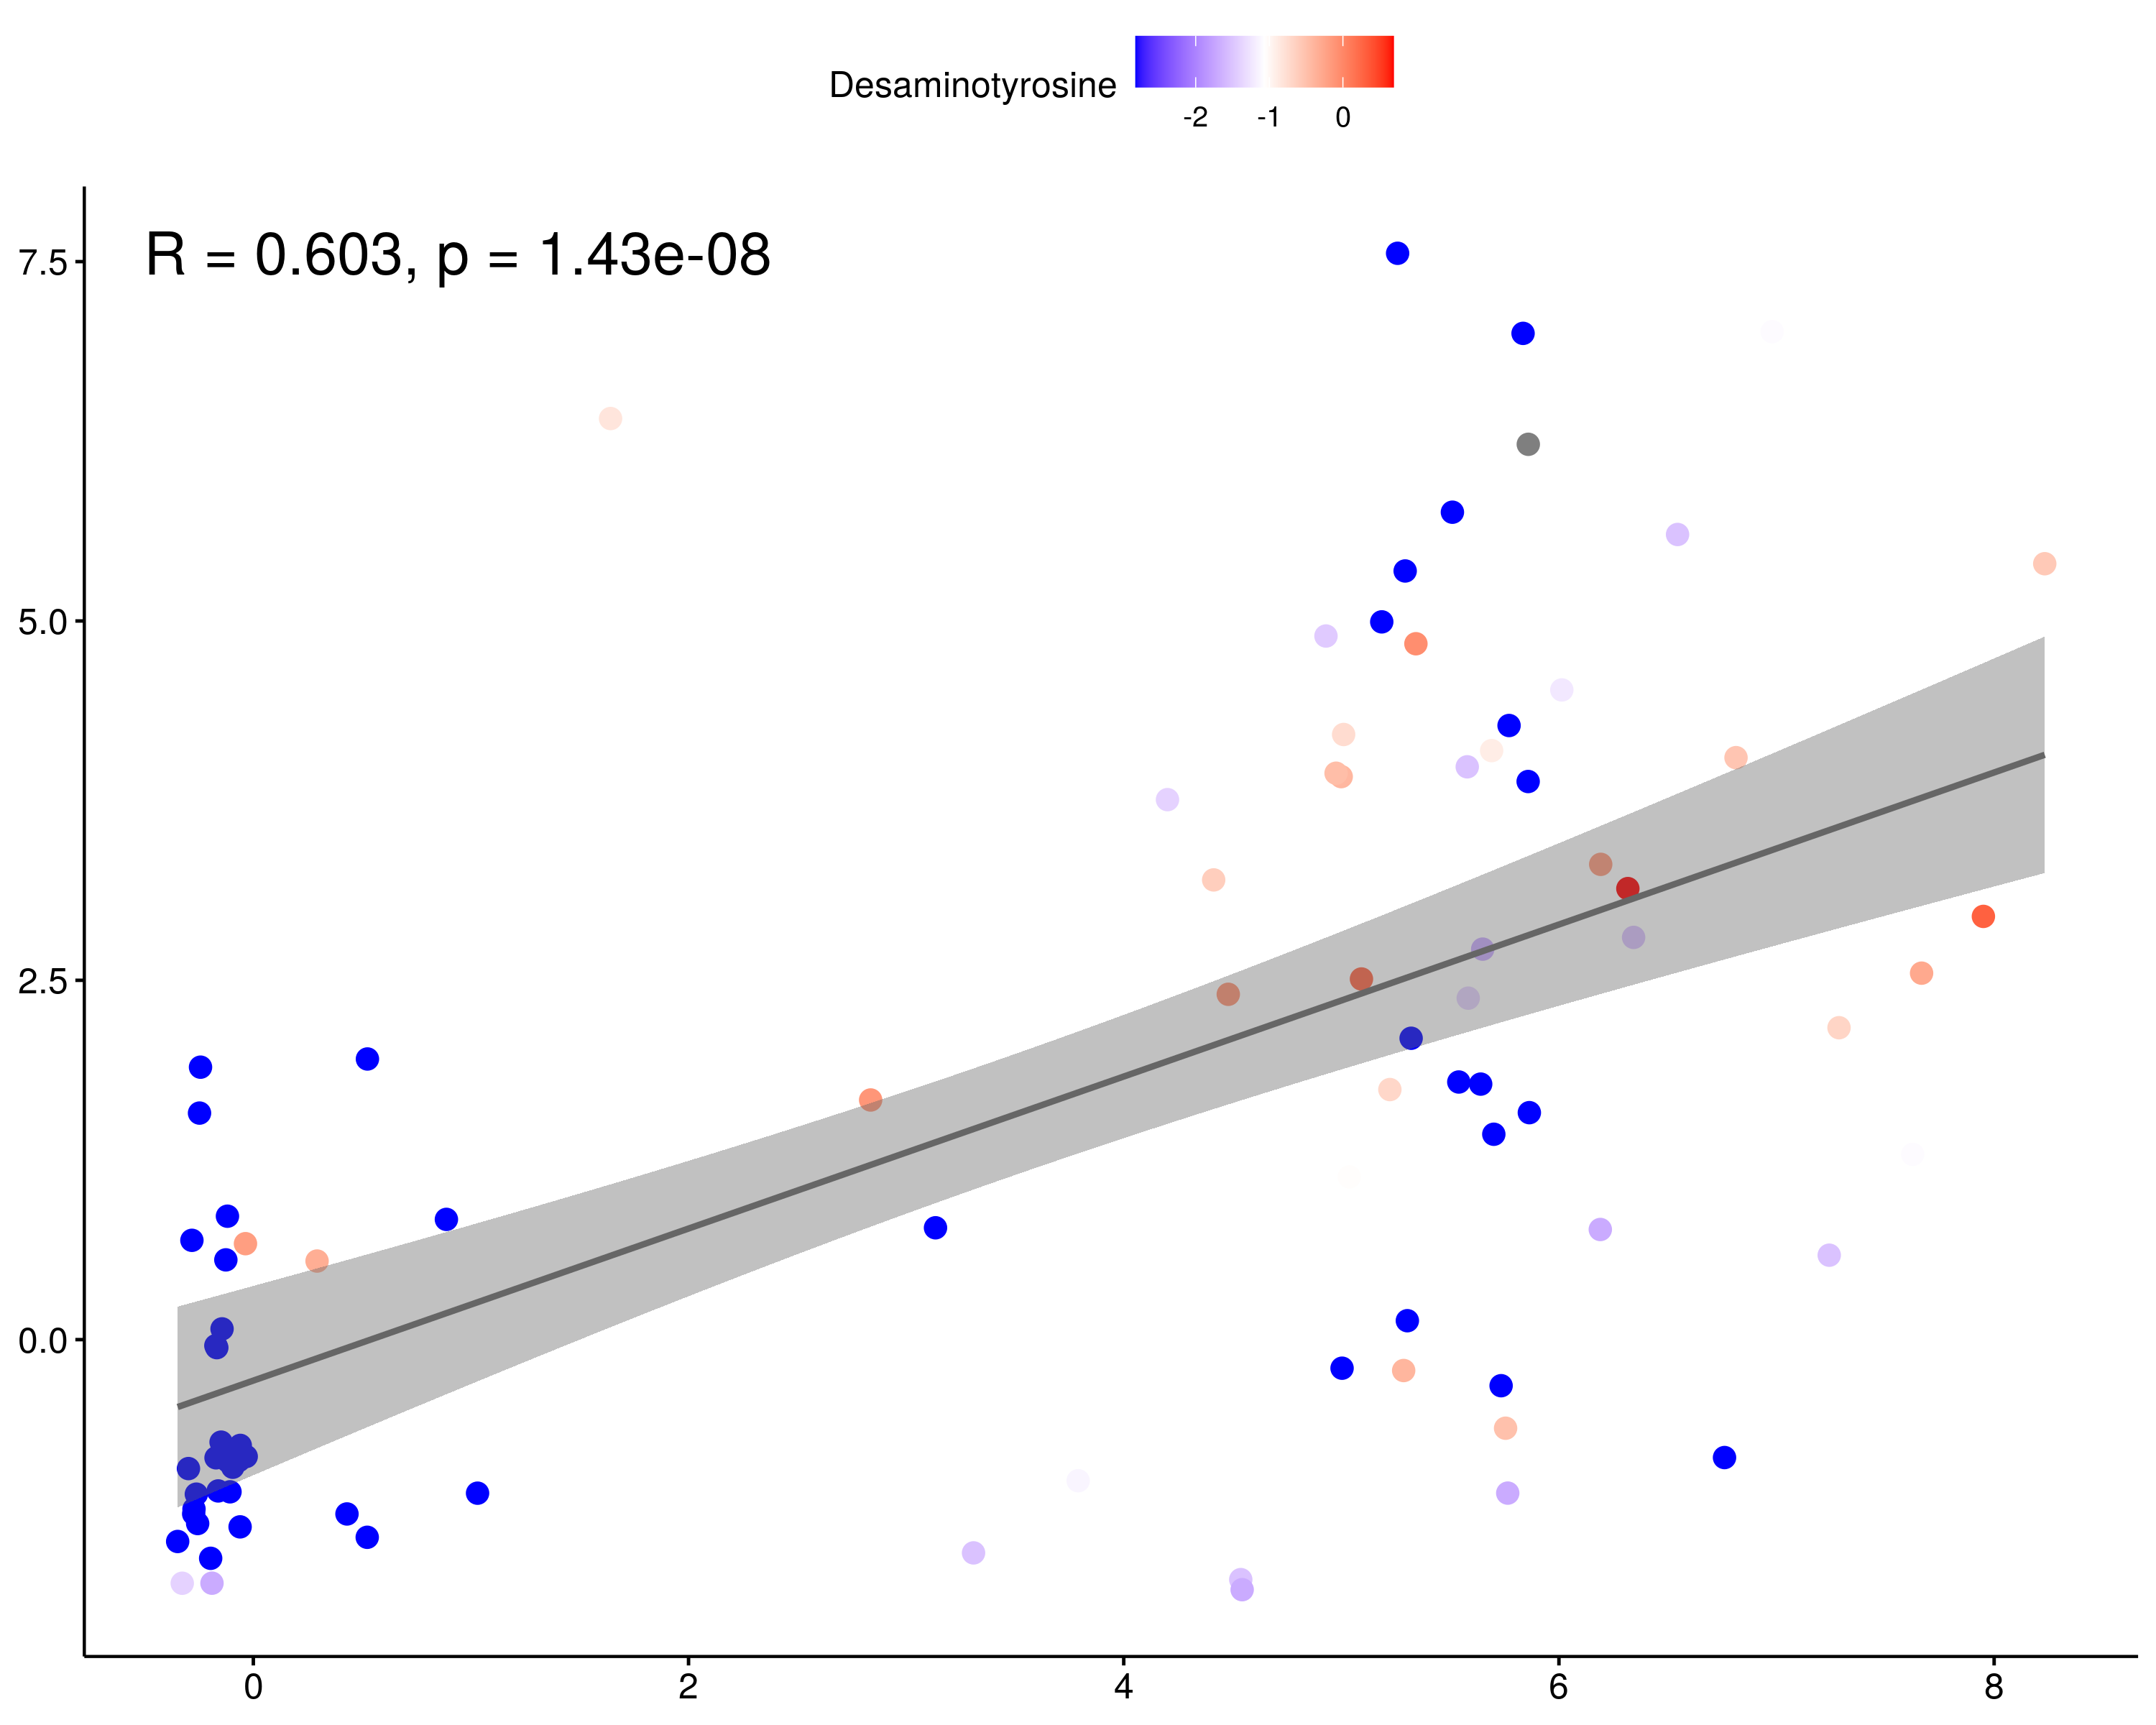 Desaminotyrosine
-2 -1 0
R = 0.603, p = 1.43e-08
7.5
5.0
2.5
0.0
0 2 4 6 8